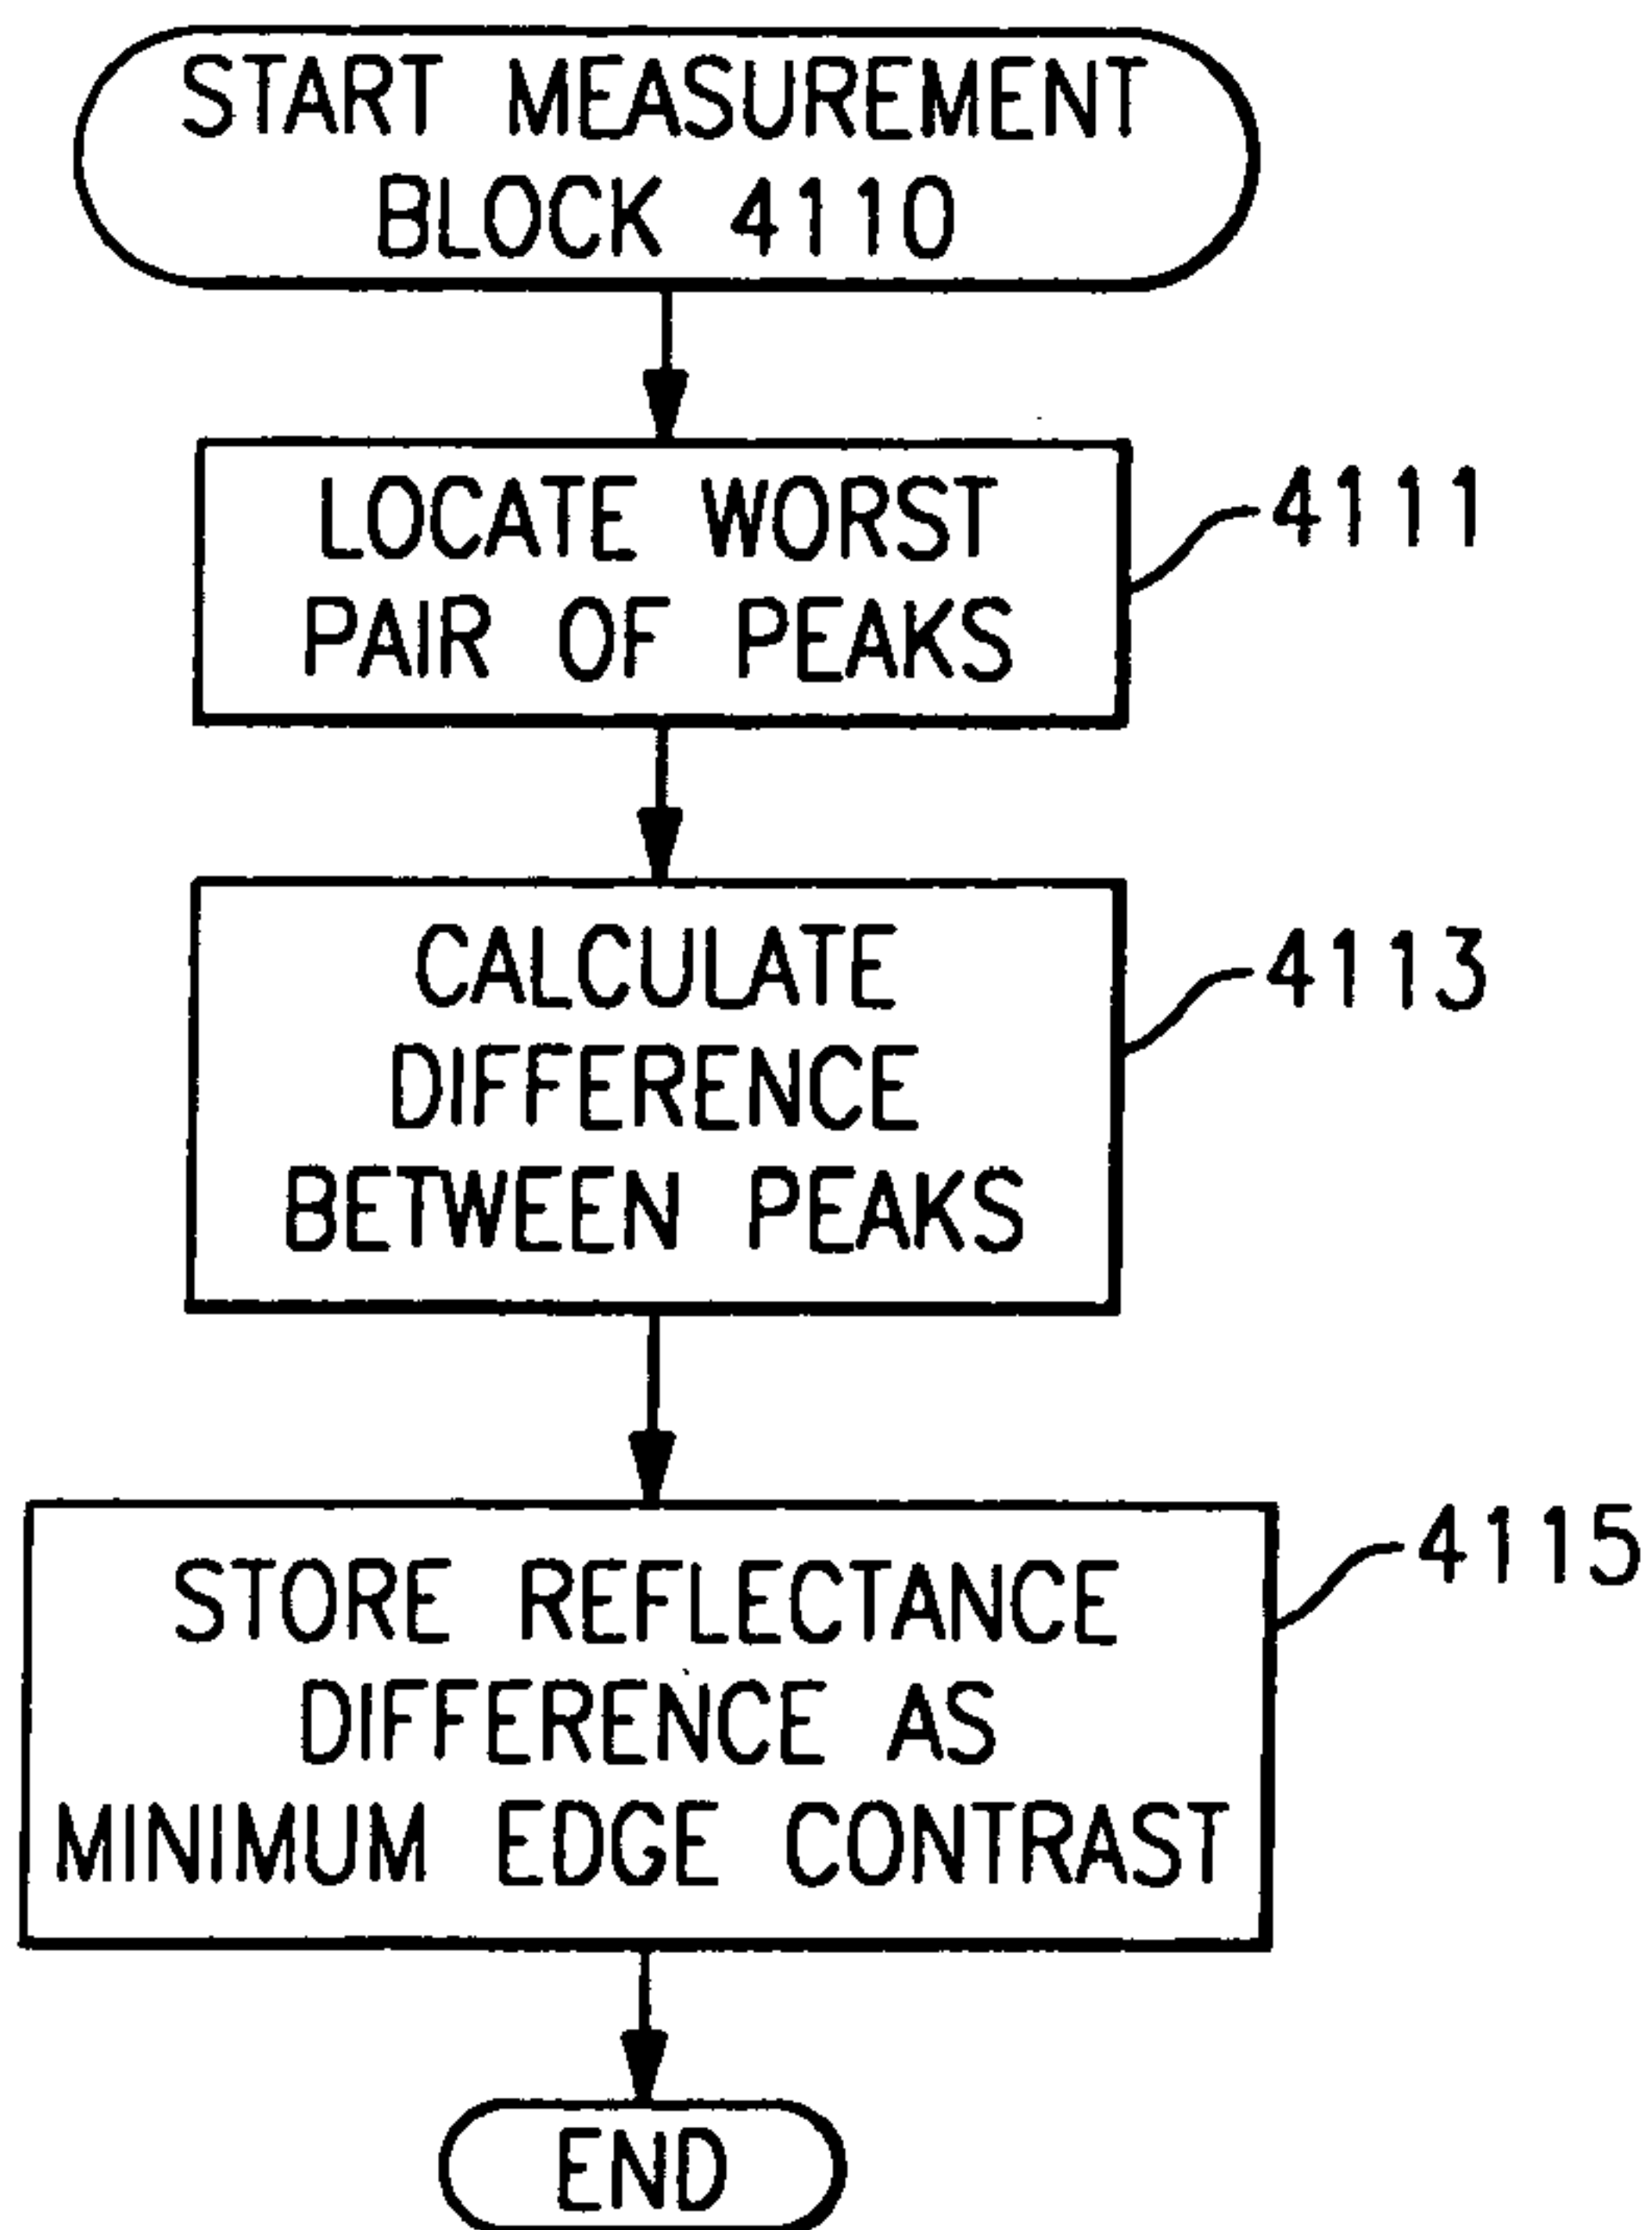 START MEASUREMENT
BLOCK 4110
LOCATE WORST
PAIR OF PEAKS
4111
CALCULATE
DIFFERENCE
BETWEEN PEAKS
4113
STORE REFLECTANCE
DIFFERENCE AS
MINIMUM EDGE CONTRAST
4115
END